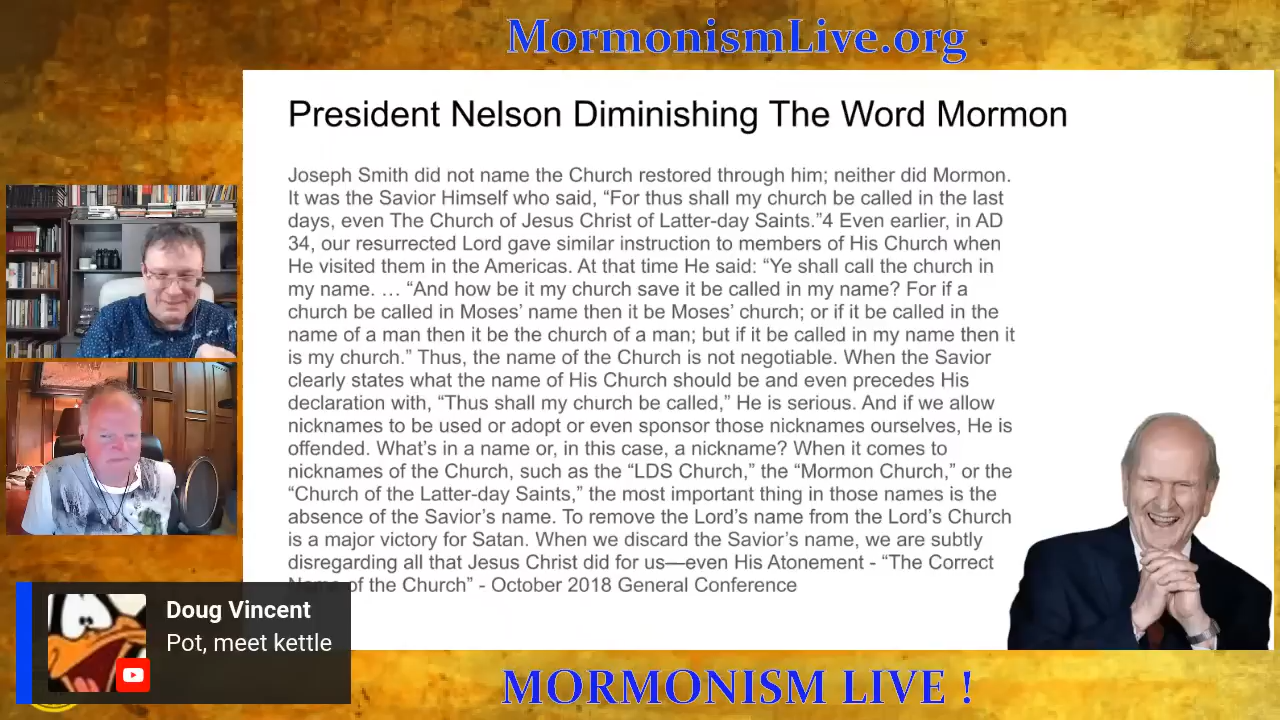 MormonismLive.org
President Nelson Diminishing The Word Mormon
Joseph Smith did not name the Church restored through him; neither did Mormon.
It was the Savior Himself who said, “For thus shall my church be called in the last
days, even The Church of Jesus Christ of Latter-day Saints.”4 Even earlier, in AD
34, our resurrected Lord gave similar instruction to members of His Church when
He visited them in the Americas. At that time He said: “Ye shall call the church in
my name. … “And how be it my church save it be called in my name? For if a
church be called in Moses’ name then it be Moses’ church; or if it be called in the
name of a man then it be the church of a man; but if it be called in my name then it
is my church.” Thus, the name of the Church is not negotiable. When the Savior
clearly states what the name of His Church should be and even precedes His
declaration with, “Thus shall my church be called,” He is serious. And if we allow
nicknames to be used or adopt or even sponsor those nicknames ourselves, He is
offended. What’s in a name or, in this case, a nickname? When it comes to
nicknames of the Church, such as the “LDS Church,” the “Mormon Church,” or the
“Church of the Latter-day Saints,” the most important thing in those names is the
absence of the Savior’s name. To remove the Lord’s name from the Lord’s Church
is a major victory for Satan. When we discard the Savior’s name, we are subtly
disregarding all that Jesus Christ did for us—even His Atonement - “The Correct
Name of the Church” - October 2018 General Conference
Doug Vincent
Pot, meet kettle
MORMONISM LIVE !